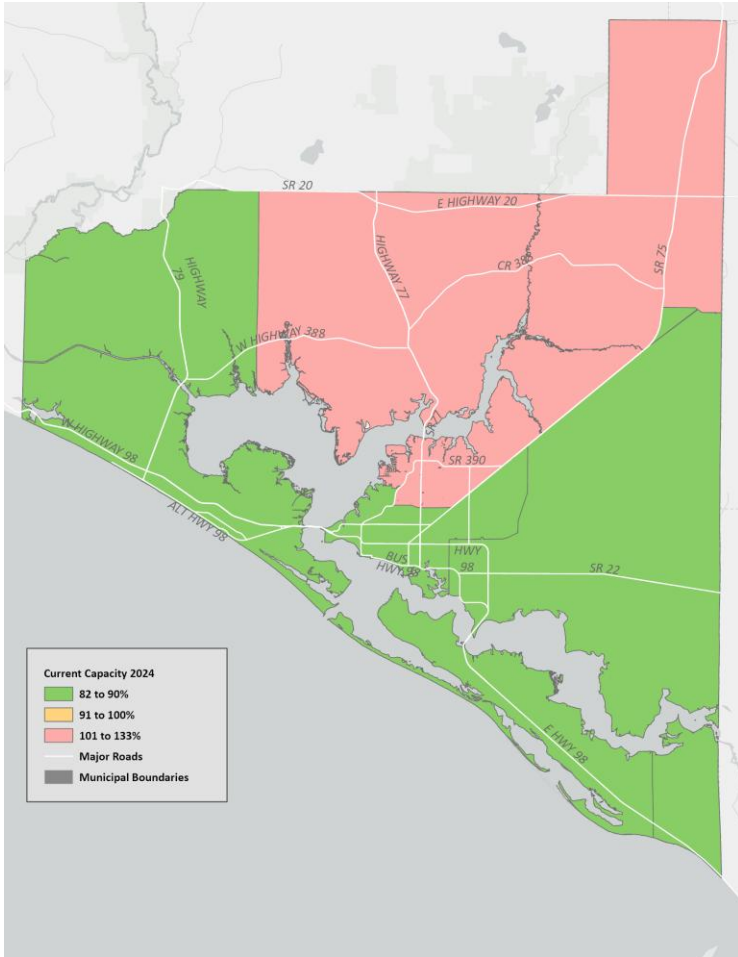 SR 20
E HIGHWAY 20
HIGHWAY 79
HIGHWAY 77
CR 388
SR 75
W HIGHWAY 388
W HIGHWAY 98
SR 390
ALT HWY 98
BUS HWY 98
HWY 98
SR 22
E HWY 98
Current Capacity 2024
82 to 90%
91 to 100%
101 to 133%
Major Roads
Municipal Boundaries